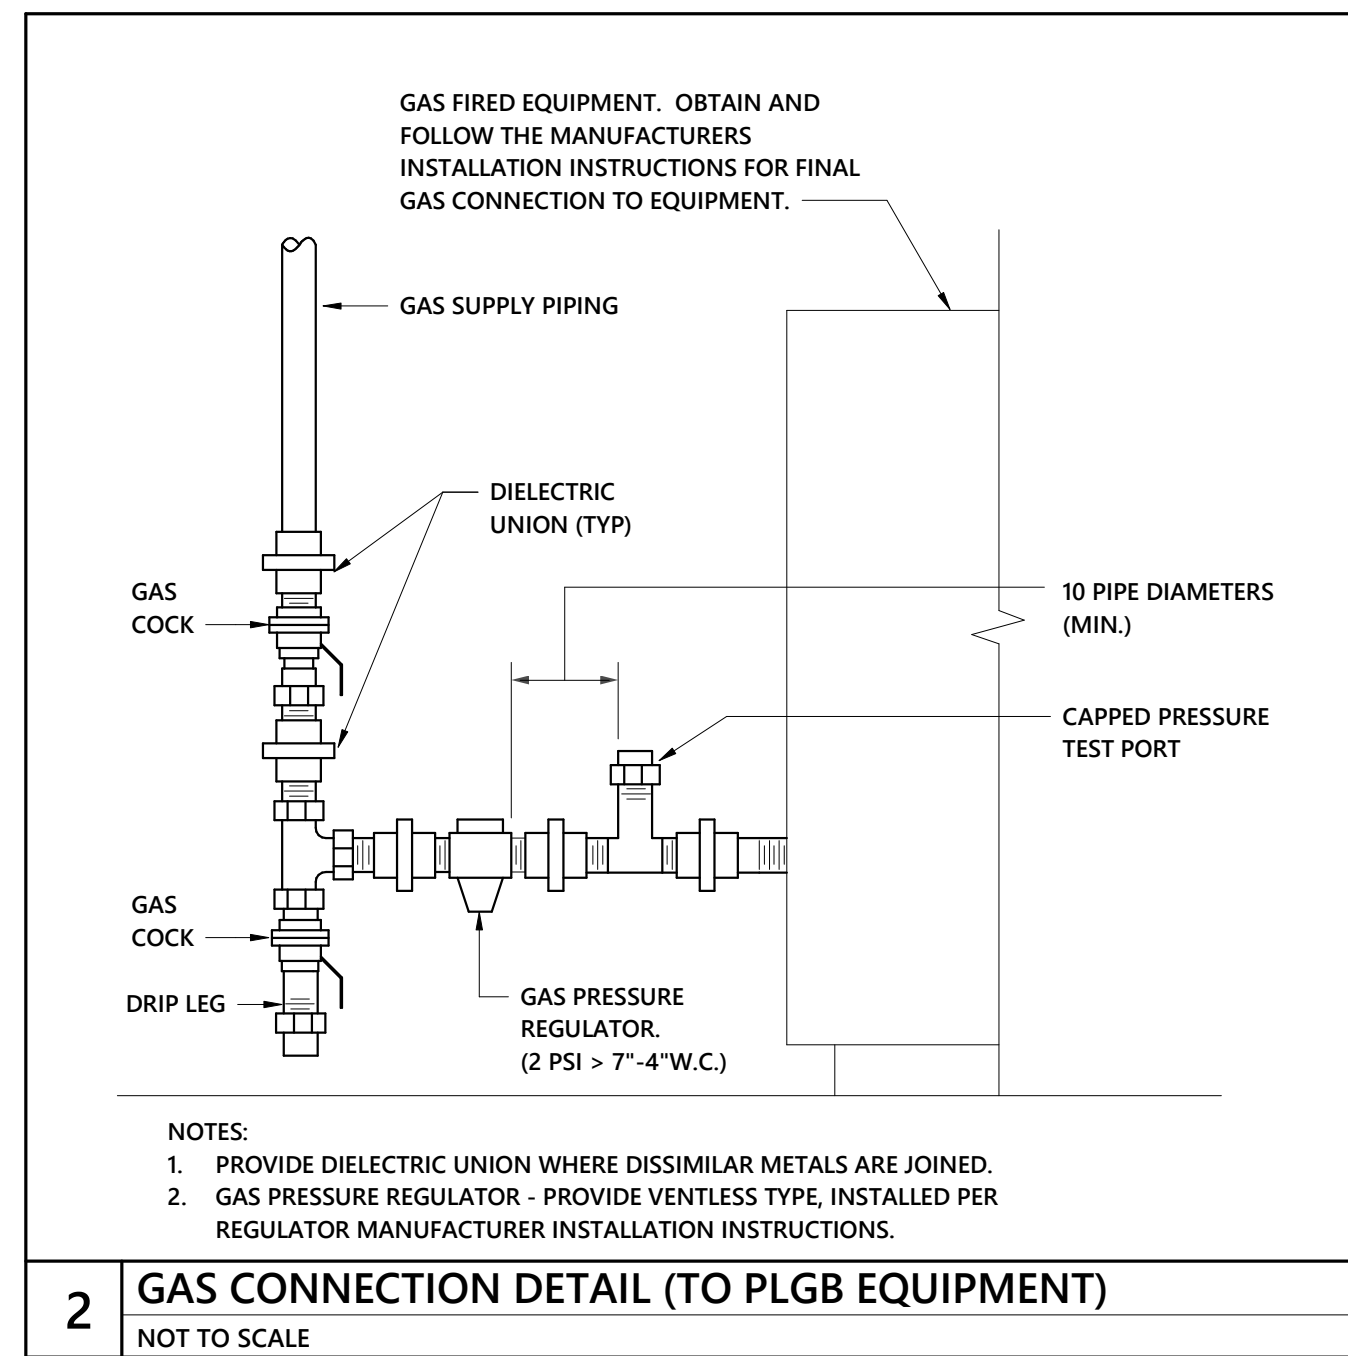 GAS FIRED EQUIPMENT. OBTAIN AND
FOLLOW THE MANUFACTURERS
INSTALLATION INSTRUCTIONS FOR FINAL
GAS CONNECTION TO EQUIPMENT.
GAS SUPPLY PIPING
DIELECTRIC
UNION (TYP)
GAS
COCK
10 PIPE DIAMETERS
(MIN.)
CAPPED PRESSURE
TEST PORT
GAS
COCK
DRIP LEG
GAS PRESSURE
REGULATOR.
(2 PSI > 7"-4"W.C.)
NOTES:
1. PROVIDE DIELECTRIC UNION WHERE DISSIMILAR METALS ARE JOINED.
2. GAS PRESSURE REGULATOR - PROVIDE VENTLESS TYPE, INSTALLED PER
REGULATOR MANUFACTURER INSTALLATION INSTRUCTIONS.
2
GAS CONNECTION DETAIL (TO PLGB EQUIPMENT)
NOT TO SCALE